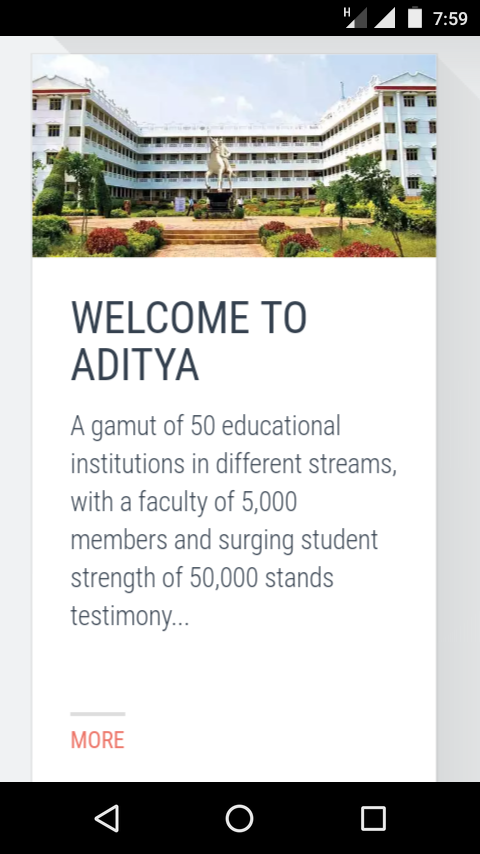 H
7:59
WELCOME TO
ADITYA
A gamut of 50 educational
institutions in different streams,
with a faculty of 5,000
members and surging student
strength of 50,000 stands
testimony...
MORE